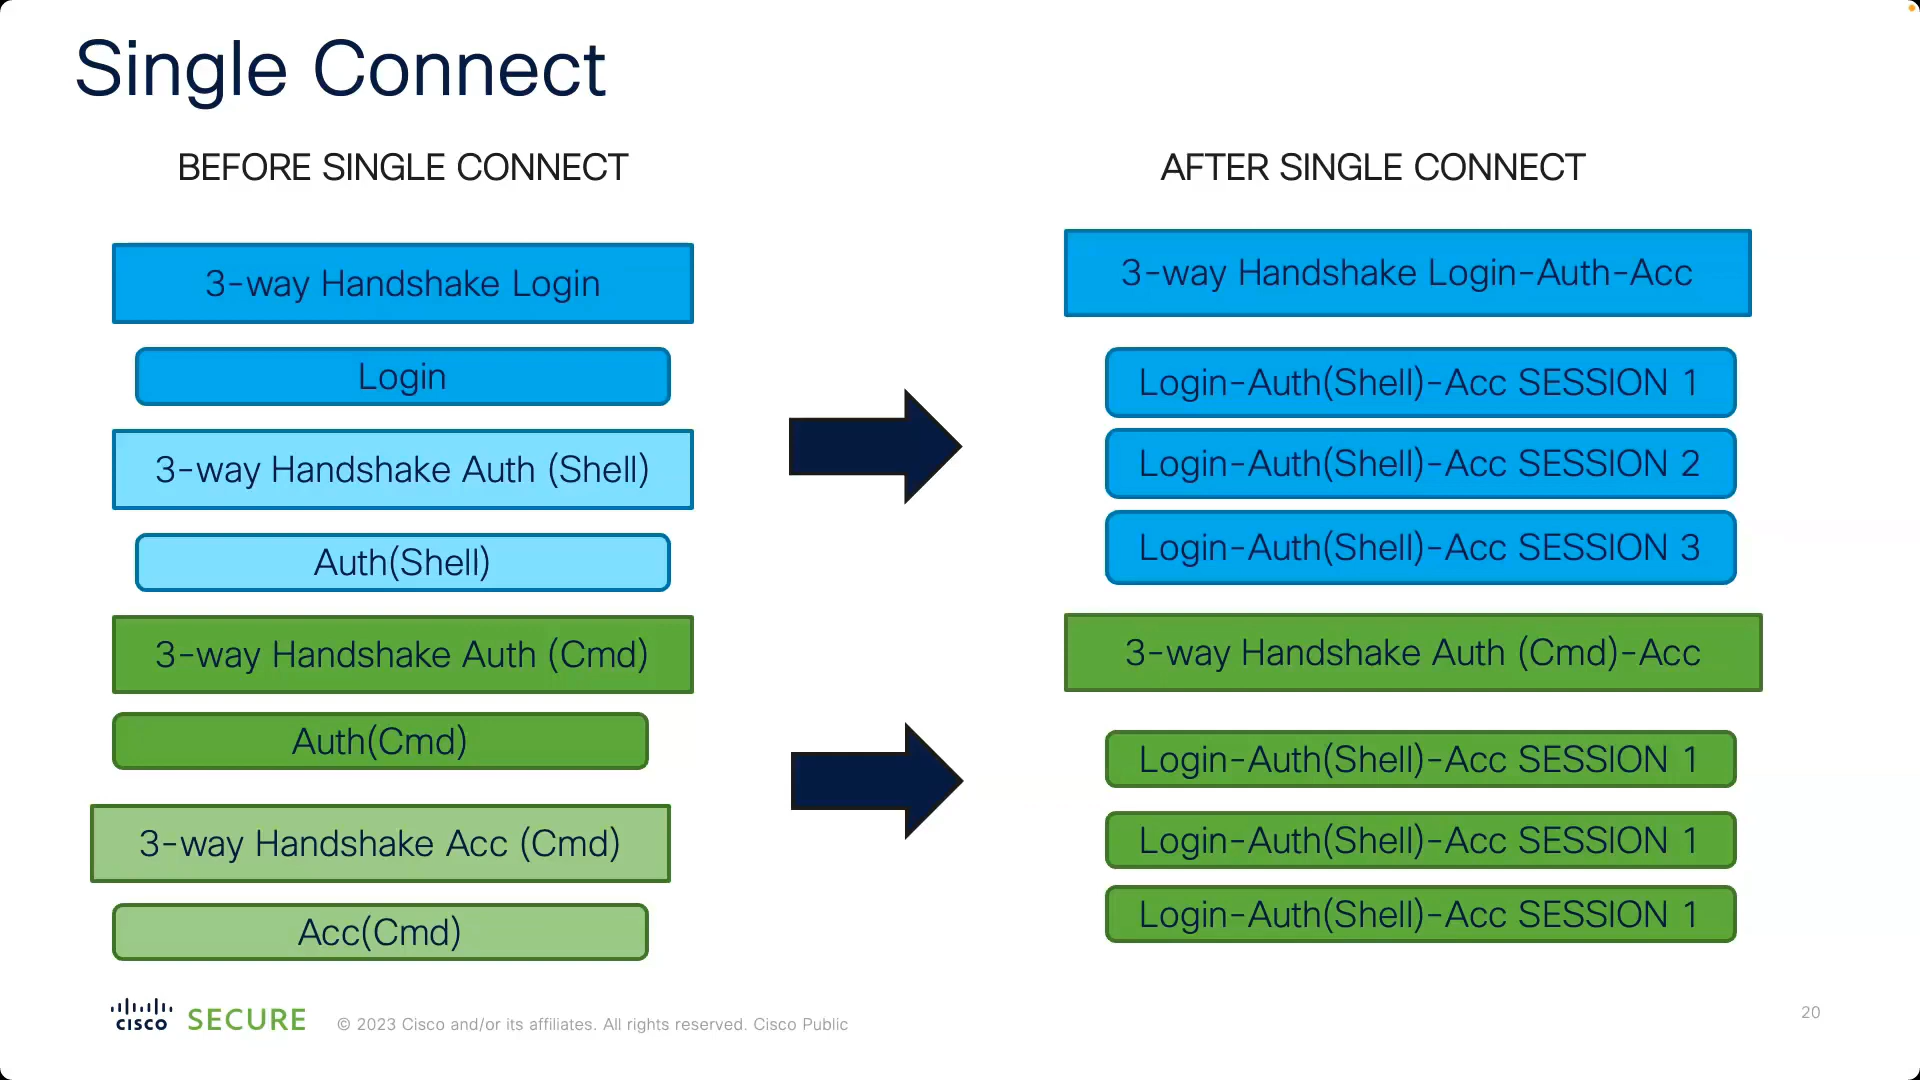 Single Connect
BEFORE SINGLE CONNECT
3-way Handshake Login
Login
3-way Handshake Auth (Shell)
Auth(Shell)
3-way Handshake Auth (Cmd)
Auth(Cmd)
3-way Handshake Acc (Cmd)
Acc(Cmd)
AFTER SINGLE CONNECT
3-way Handshake Login-Auth-Acc
Login-Auth(Shell)-Acc SESSION 1
Login-Auth(Shell)-Acc SESSION 2
Login-Auth(Shell)-Acc SESSION 3
3-way Handshake Auth (Cmd)-Acc
Login-Auth(Shell)-Acc SESSION 1
Login-Auth(Shell)-Acc SESSION 1
Login-Auth(Shell)-Acc SESSION 1
CISCO SECURE
© 2023 Cisco and/or its affiliates. All rights reserved. Cisco Public
20